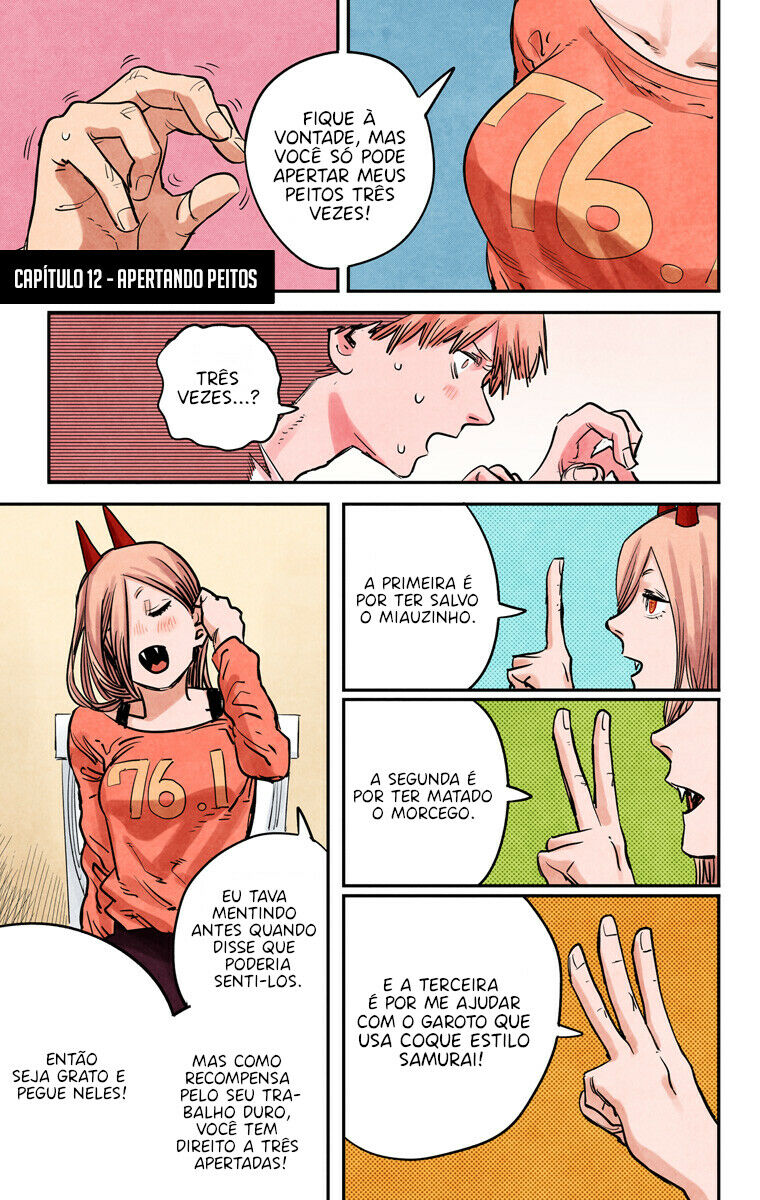 FIQUE À
VONTADE, MAS
VOCÊ SÓ PODE
APERTAR MEUS
PEITOS TRÊS
VEZES!
76.
CAPÍTULO 12 - APERTANDO PEITOS
TRÊS
VEZES...?
A PRIMEIRA É
POR TER SALVO
O MIAUZINHO.
A SEGUNDA É
POR TER MATADO
O MORCEGO.
E A TERCEIRA
É POR ME AJUDAR
COM O GAROTO QUE
USA COQUE ESTILO
SAMURAI!
76.1
EU TAVA
MENTINDO
ANTES QUANDO
DISSE QUE
PODERIA
SENTI-LOS.
MAS COMO
RECOMPENSA
PELO SEU TRA-
BALHO DURO,
VOCÊ TEM
DIREITO A TRÊS
APERTADAS!
ENTÃO
SEJA GRATO E
PEGUE NELES!